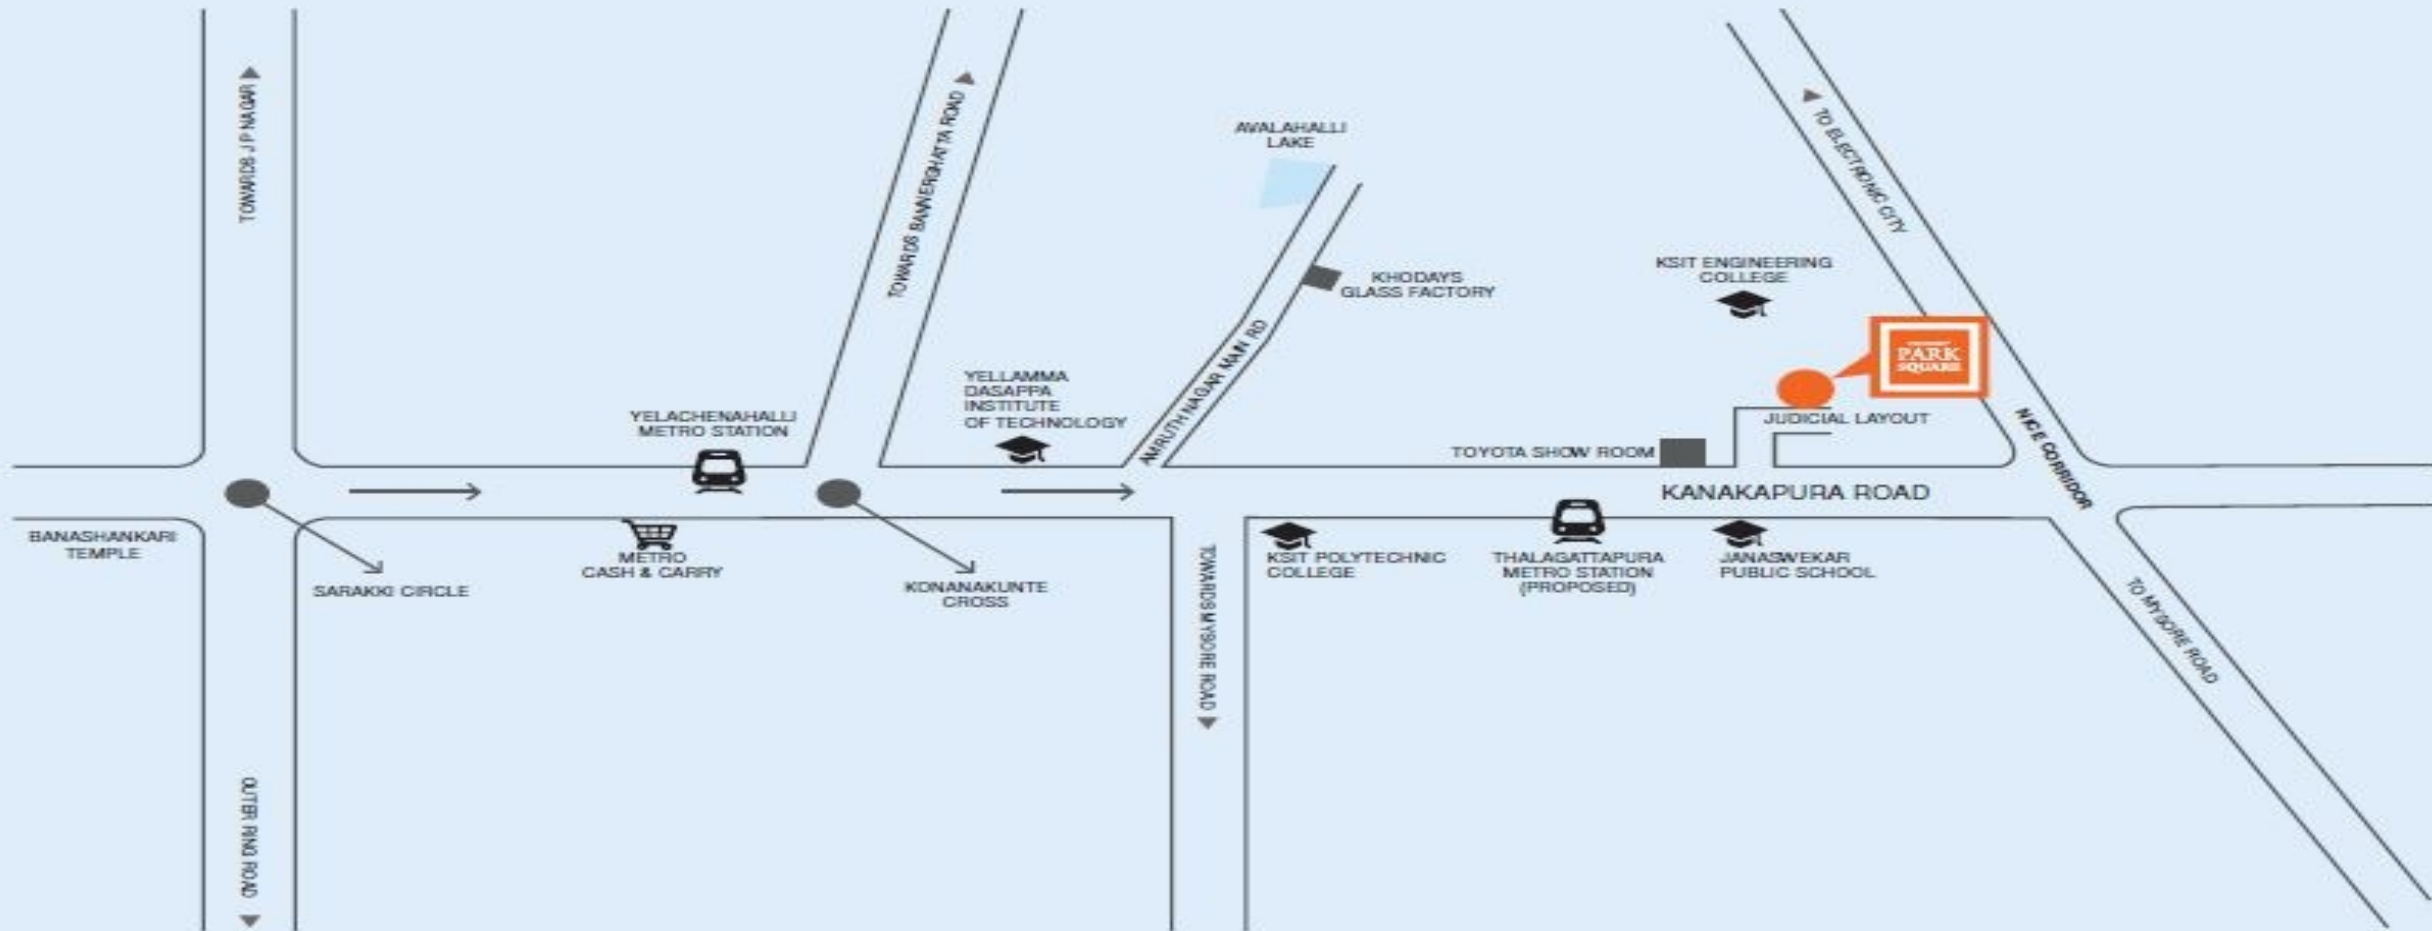 TOWARDS J P NAGAR
TOWARDS BANNERGHATTA ROAD
AVALAHALLI
LAKE
TO ELECTRONIC CITY
KSIT ENGINEERING
COLLEGE
KHODAYS
GLASS FACTORY
AMRUTH NAGAR MAIN RD
PARK
SQUARE
YELLAMMA
DASAPPA
INSTITUTE
OF TECHNOLOGY
YELACHENAHALLI
METRO STATION
JUDICIAL LAYOUT
TOYOTA SHOW ROOM
NICE CORRIDOR
KANAKAPURA ROAD
BANASHANKARI
TEMPLE
SARAKKI CIRCLE
METRO
CASH & CARRY
KONANAKUNTE
CROSS
TOWARDS MYSORE ROAD
KSIT POLYTECHNIC
COLLEGE
THALAGATTAPURA
METRO STATION
(PROPOSED)
JANASWEKAR
PUBLIC SCHOOL
TO MYSORE ROAD
OUTER RING ROAD